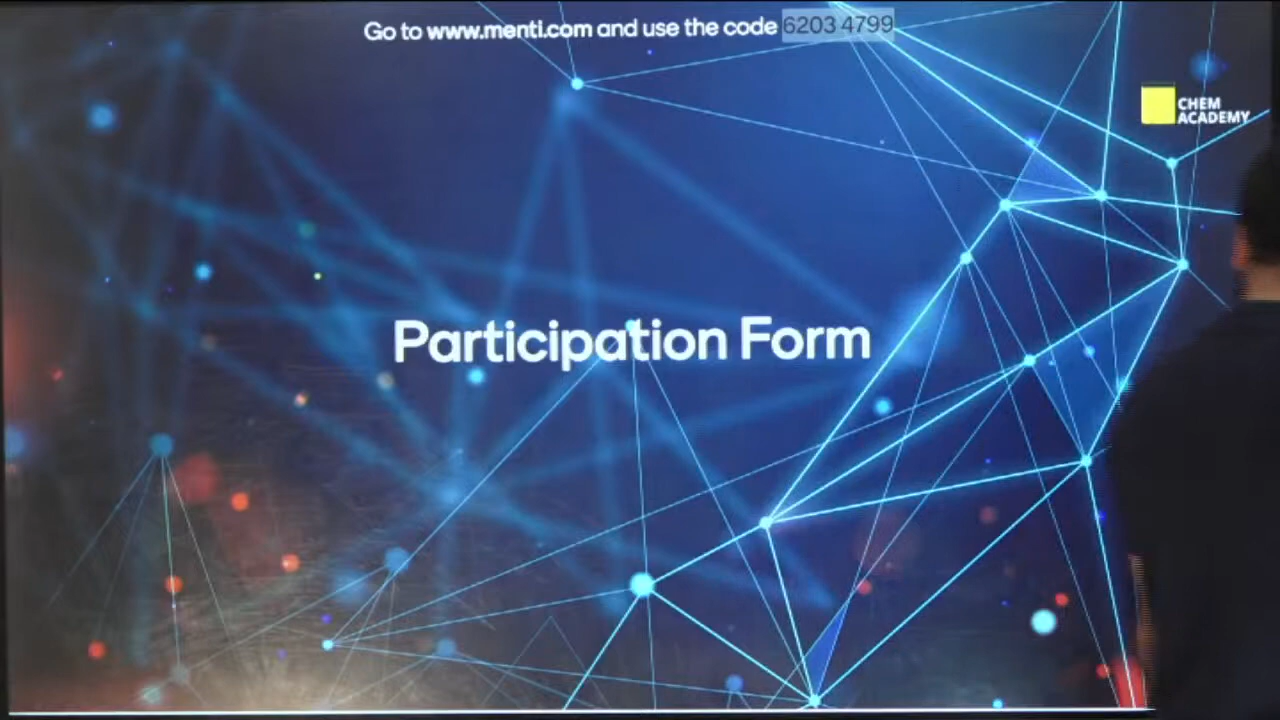 Go to www.menti.com and use the code 6203 4799
CHEM
ACADEMY
Participation Form